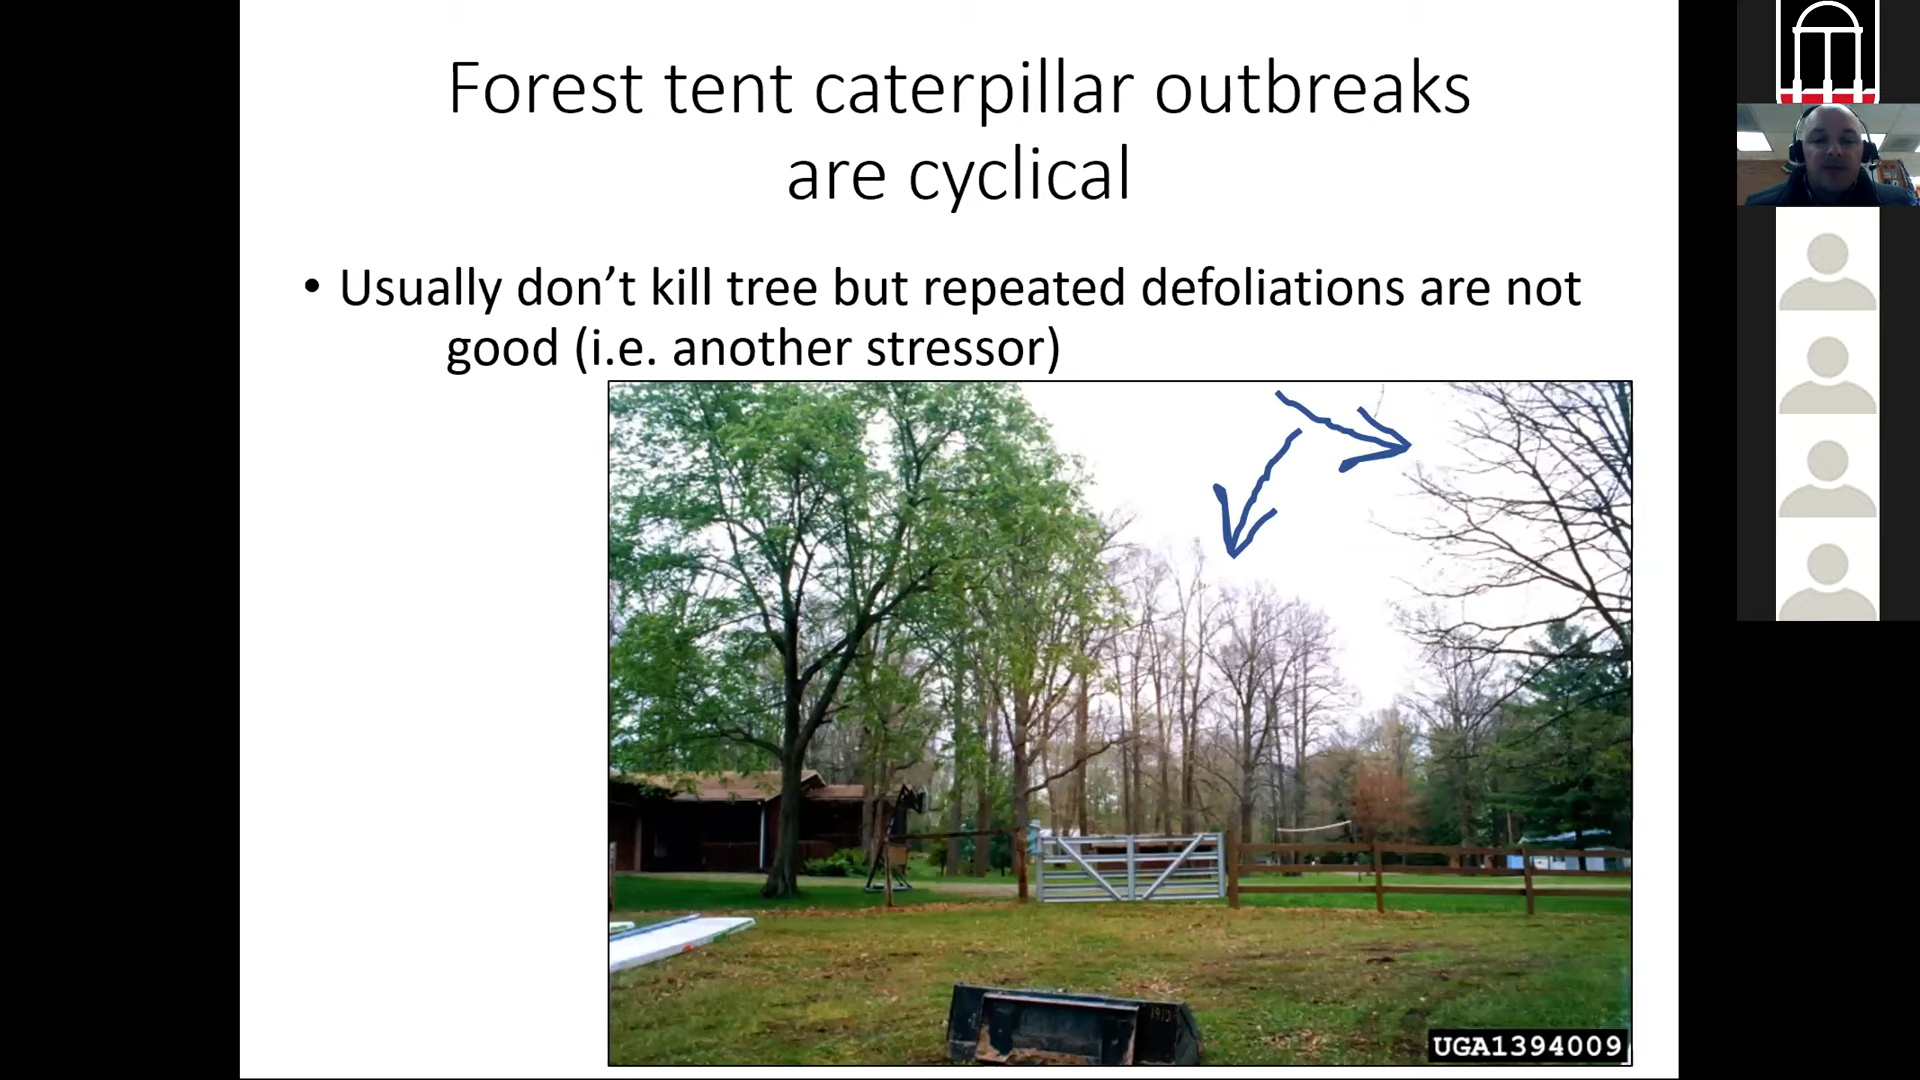 Forest tent caterpillar outbreaks
are cyclical
• Usually don’t kill tree but repeated defoliations are not
good (i.e. another stressor)
UGA1394009